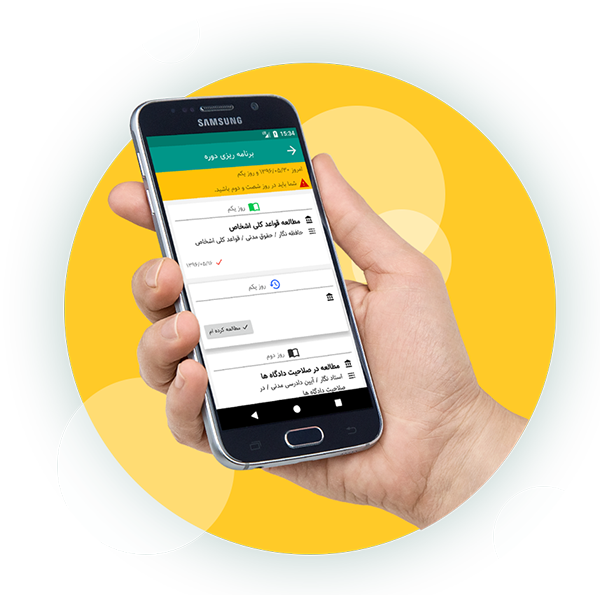 SAMSUNG
15:34
برنامه ریزی دوره
امروز ۱۳۹۶/۰۵/۳۰ و روز یکم
شما باید در روز شصت و دوم باشید.
روز یکم
مطالعه قواعد کلی اشخاص
حافظه نگار / حقوق مدنی / قواعد کلی اشخاص
۱۳۹۶/۰۵/۱۶
روز یکم
مطالعه کرده ام
روز دوم
مطالعه در صلاحیت دادگاه ها
استاد نگار / آیین دادرسی مدنی / در
صلاحیت دادگاه ها